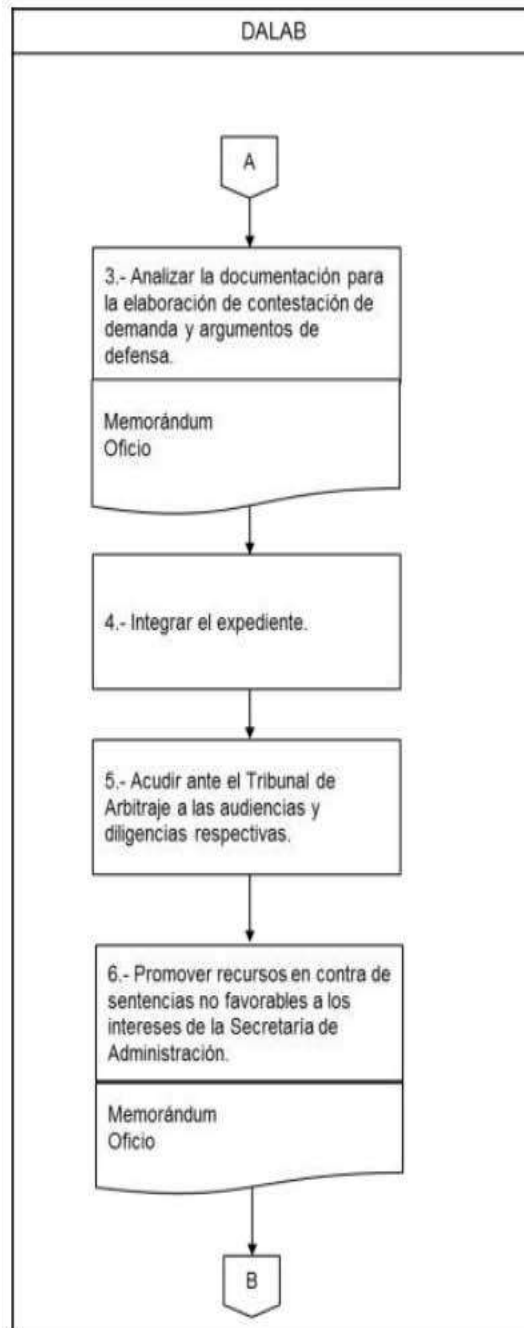 DALAB
A
3.- Analizar la documentación para
la elaboración de contestación de
demanda y argumentos de
defensa.
Memorándum
Oficio
4.- Integrar el expediente.
5.- Acudir ante el Tribunal de
Arbitraje a las audiencias y
diligencias respectivas.
6.- Promover recursos en contra de
sentencias no favorables a los
intereses de la Secretaría de
Administración.
Memorándum
Oficio
B